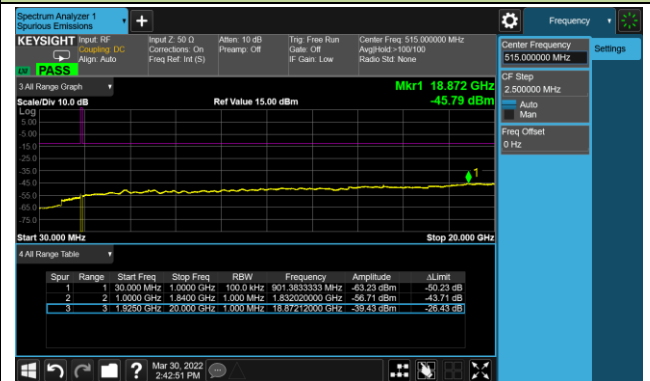 Spectrum Analyzer 1
Spurious Emissions
Frequency
KEYSIGHT
Input: RF
Coupling: DC
Align: Auto
Input Z: 50 Ω
Corrections: On
Freq Ref: Int (S)
Atten: 10 dB
Preamp: Off
Trig: Free Run
Gate: Off
IF Gain: Low
Center Freq: 515.000000 MHz
Avg|Hold:>100/100
Radio Std: None
PASS
Center Frequency
515.000000 MHz
Settings
CF Step
2.500000 MHz
Auto
Man
Freq Offset
0 Hz
3 All Range Graph
Mkr1 18.872 GHz
Scale/Div 10.0 dB
Ref Value 15.00 dBm
-45.79 dBm
Log
5.00
-5.00
-15.0
-25.0
-35.0
-45.0
-55.0
-65.0
-75.0
1
Start 30.000 MHz
Stop 20.000 GHz
4 All Range Table
Spur Range Start Freq Stop Freq RBW Frequency Amplitude ΔLimit
1 1 30.000 MHz 1.0000 GHz 100.0 kHz 901.3833333 MHz -63.23 dBm -50.23 dB
2 2 1.0000 GHz 1.8400 GHz 1.000 MHz 1.832020000 GHz -56.71 dBm -43.71 dB
3 3 1.9250 GHz 20.000 GHz 1.000 MHz 18.87212000 GHz -39.43 dBm -26.43 dB
Mar 30, 2022
2:42:51 PM